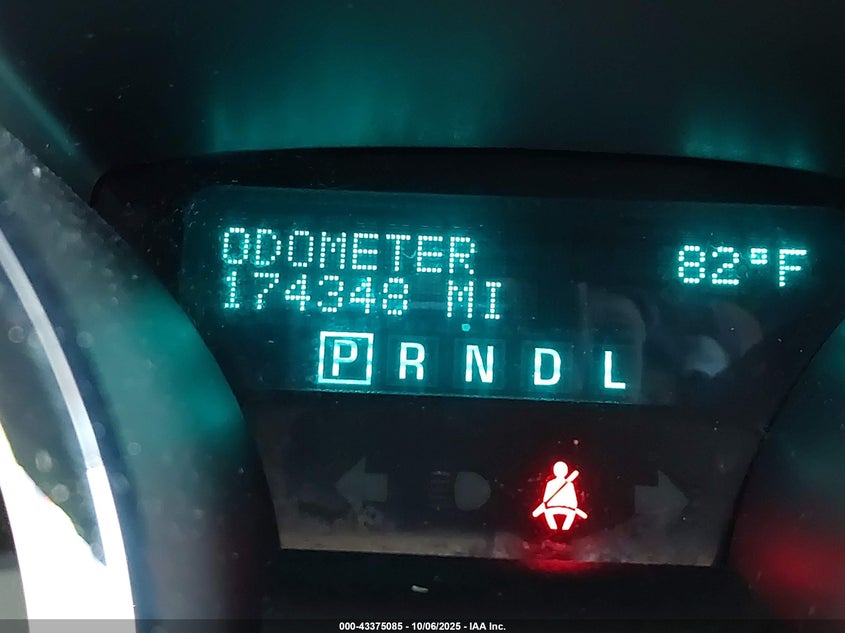 ODOMETER 82°F
174348 MI
P R N D L
000-43375085 - 10/06/2025 - IAA Inc.